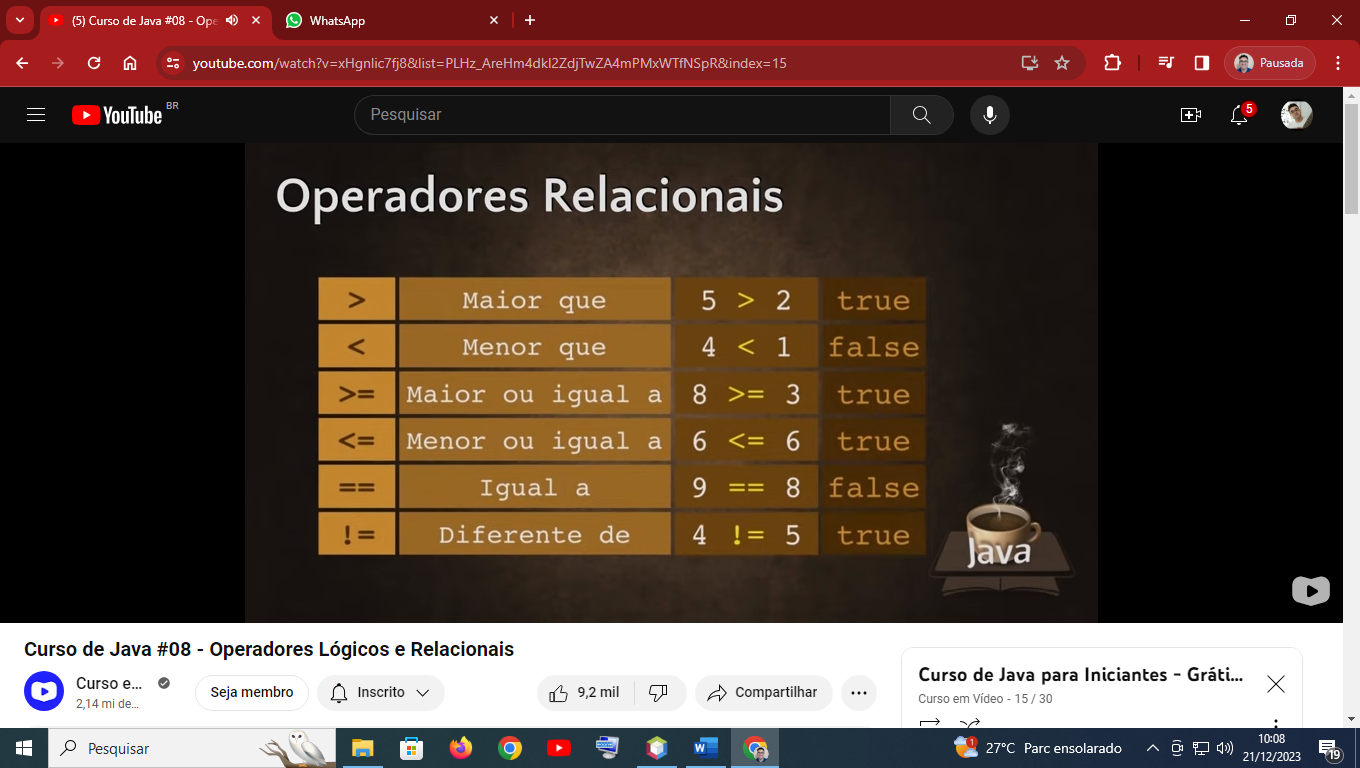 (5) Curso de Java #08 - Ope
WhatsApp
youtube.com/watch?v=xHgnlic7fj8&list=PLHz_AreHm4dkI2ZdjTwZA4mPMxWTfNSpR&index=15
Pausada
YouTube BR
Pesquisar
5
Operadores Relacionais
> Maior que 5 > 2 true
< Menor que 4 < 1 false
>= Maior ou igual a 8 >= 3 true
<= Menor ou igual a 6 <= 6 true
== Igual a 9 == 8 false
!= Diferente de 4 != 5 true
Java
Curso de Java #08 - Operadores Lógicos e Relacionais
Curso e...
2,14 mi de...
Seja membro
Inscrito
9,2 mil
Compartilhar
Curso de Java para Iniciantes - Gráti...
Curso em Vídeo - 15 / 30
Pesquisar
1
27°C Parc ensolarado
10:08
21/12/2023
19